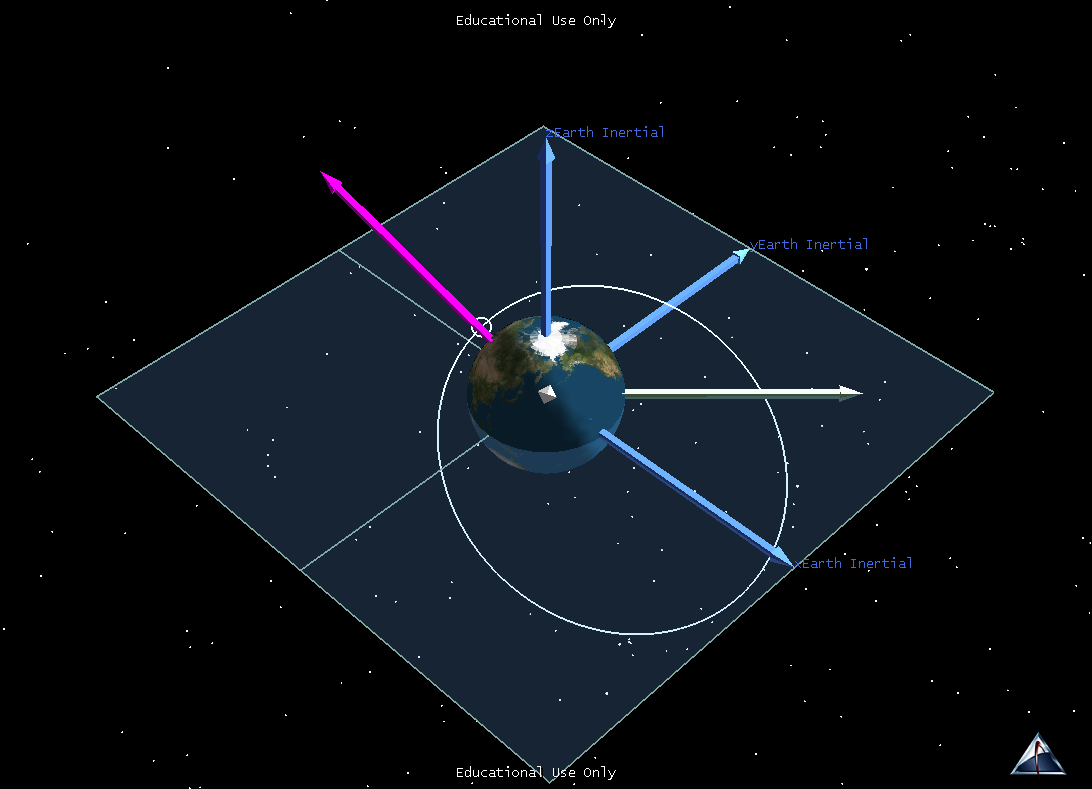 Educational Use Only
zEarth Inertial
yEarth Inertial
xEarth Inertial
Educational Use Only